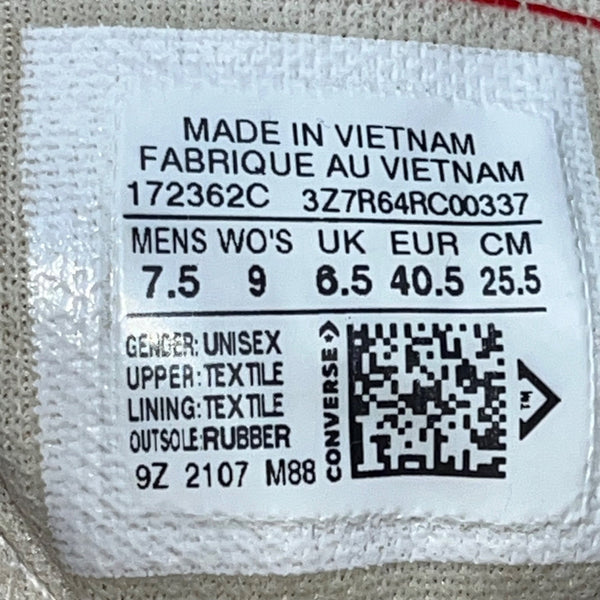 MADE IN VIETNAM
FABRIQUE AU VIETNAM
172362C 3Z7R64RC00337
MENS WO'S UK EUR CM
7.5 9 6.5 40.5 25.5
GENDER: UNISEX
UPPER: TEXTILE
LINING: TEXTILE
OUTSOLE: RUBBER
9Z 2107 M88
CONVERSE
TM